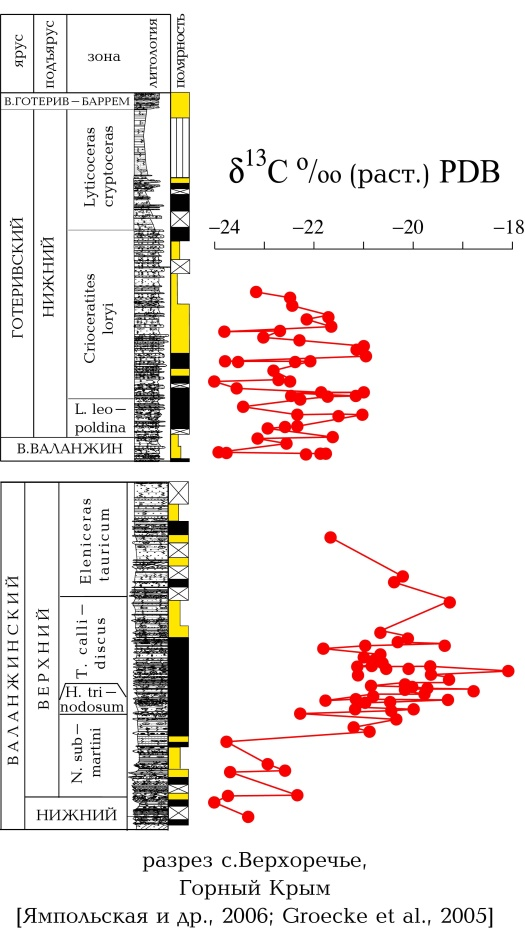 ярус
подъярус
зона
литология
полярность
В.ГОТЕРИВ – БАРРЕМ
ГОТЕРИВСКИЙ
НИЖНИЙ
Lyticoceras
cryptoceras
Crioceratites
loryi
L. leo –
poldina
В.ВАЛАНЖИН
δ¹³C ⁰/₀₀ (раст.) PDB
−24 −22 −20 −18
ВАЛАНЖИНСКИЙ
ВЕРХНИЙ
Eleniceras
tauricum
T. calli –
discus
H. tri –
nodosum
N. sub –
martini
НИЖНИЙ
разрез с.Верхоречье,
Горный Крым
[Ямпольская и др., 2006; Groecke et al., 2005]